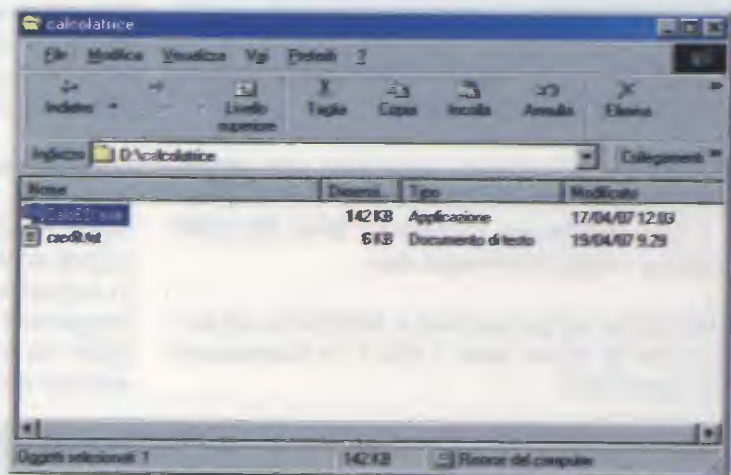 calcolatrice
File Modifica Visualizza Vai Preferiti ?
Indietro Livello superiore Taglia Copia Incolla Annulla Elimina
Indirizzo D:\calcolatrice Collegamenti
Nome Dimensi... Tipo Modificato
142 KB Applicazione 17/04/07 12.03
credit.txt 6 KB Documento di testo 19/04/07 9.29
Oggetti selezionati: 1 142 KB Risorse del computer